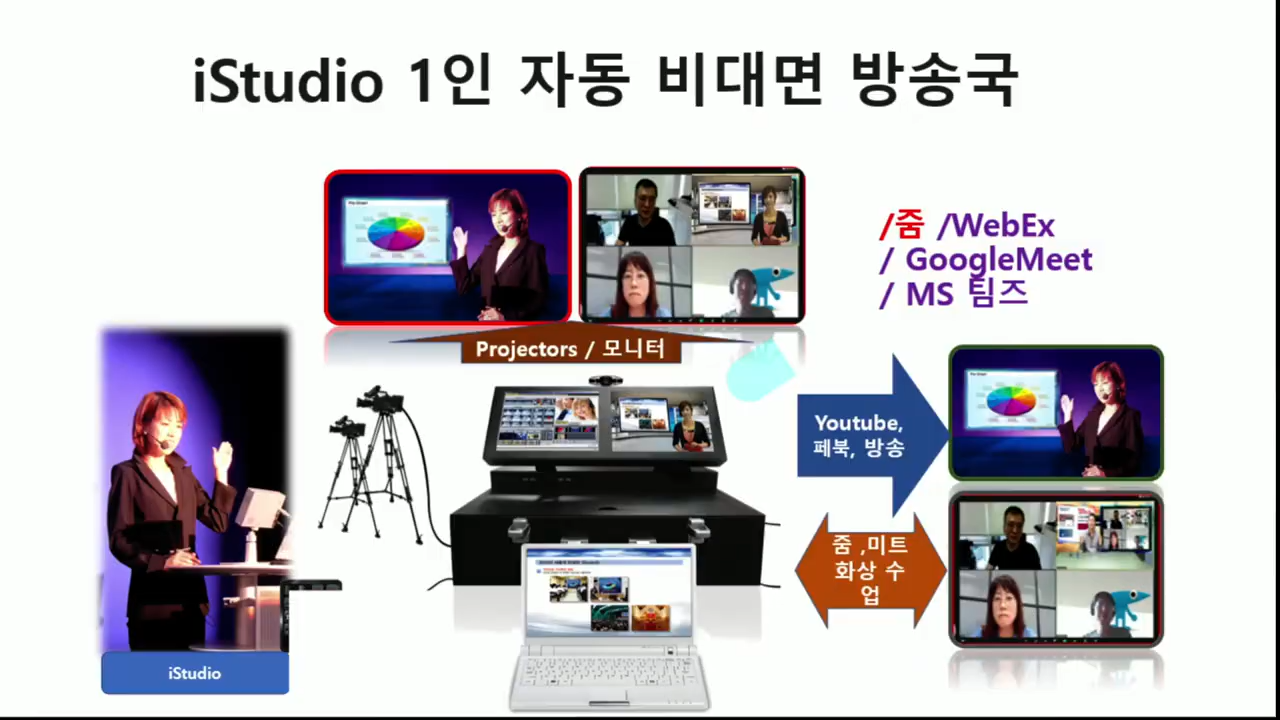 iStudio 1인 자동 비대면 방송국
/줌 /WebEx
/ GoogleMeet
/ MS 팀즈
Projectors / 모니터
Youtube,
페북, 방송
줌 ,미트
화상 수
업
iStudio